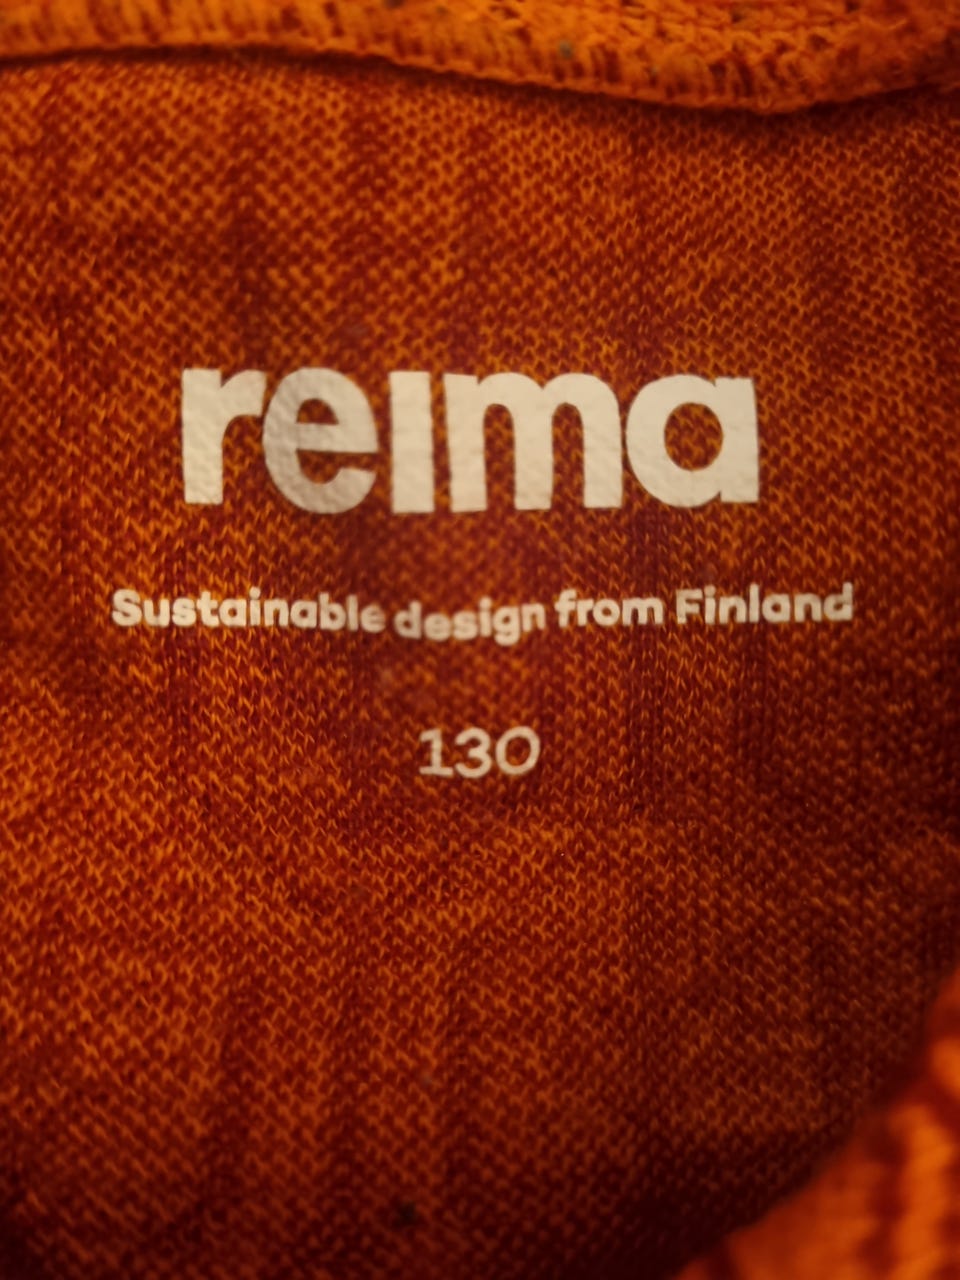 reima
Sustainable design from Finland
130